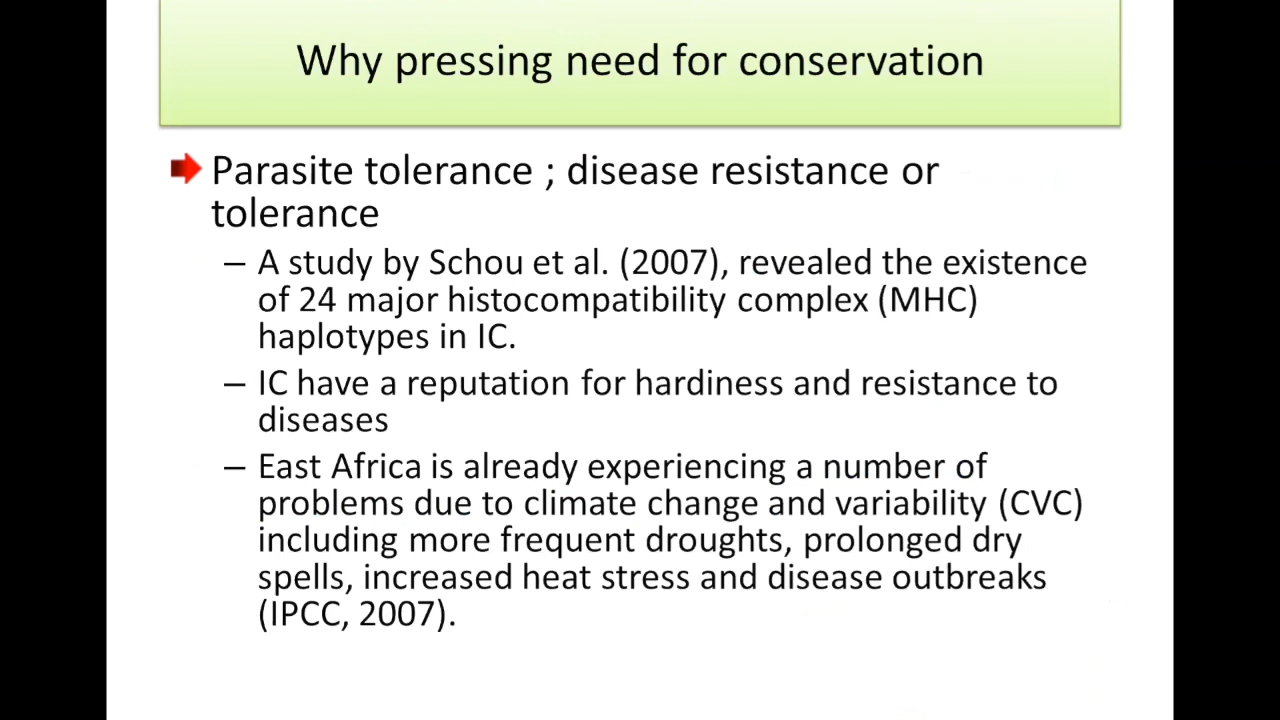 Why pressing need for conservation
Parasite tolerance ; disease resistance or
tolerance
– A study by Schou et al. (2007), revealed the existence
of 24 major histocompatibility complex (MHC)
haplotypes in IC.
– IC have a reputation for hardiness and resistance to
diseases
– East Africa is already experiencing a number of
problems due to climate change and variability (CVC)
including more frequent droughts, prolonged dry
spells, increased heat stress and disease outbreaks
(IPCC, 2007).